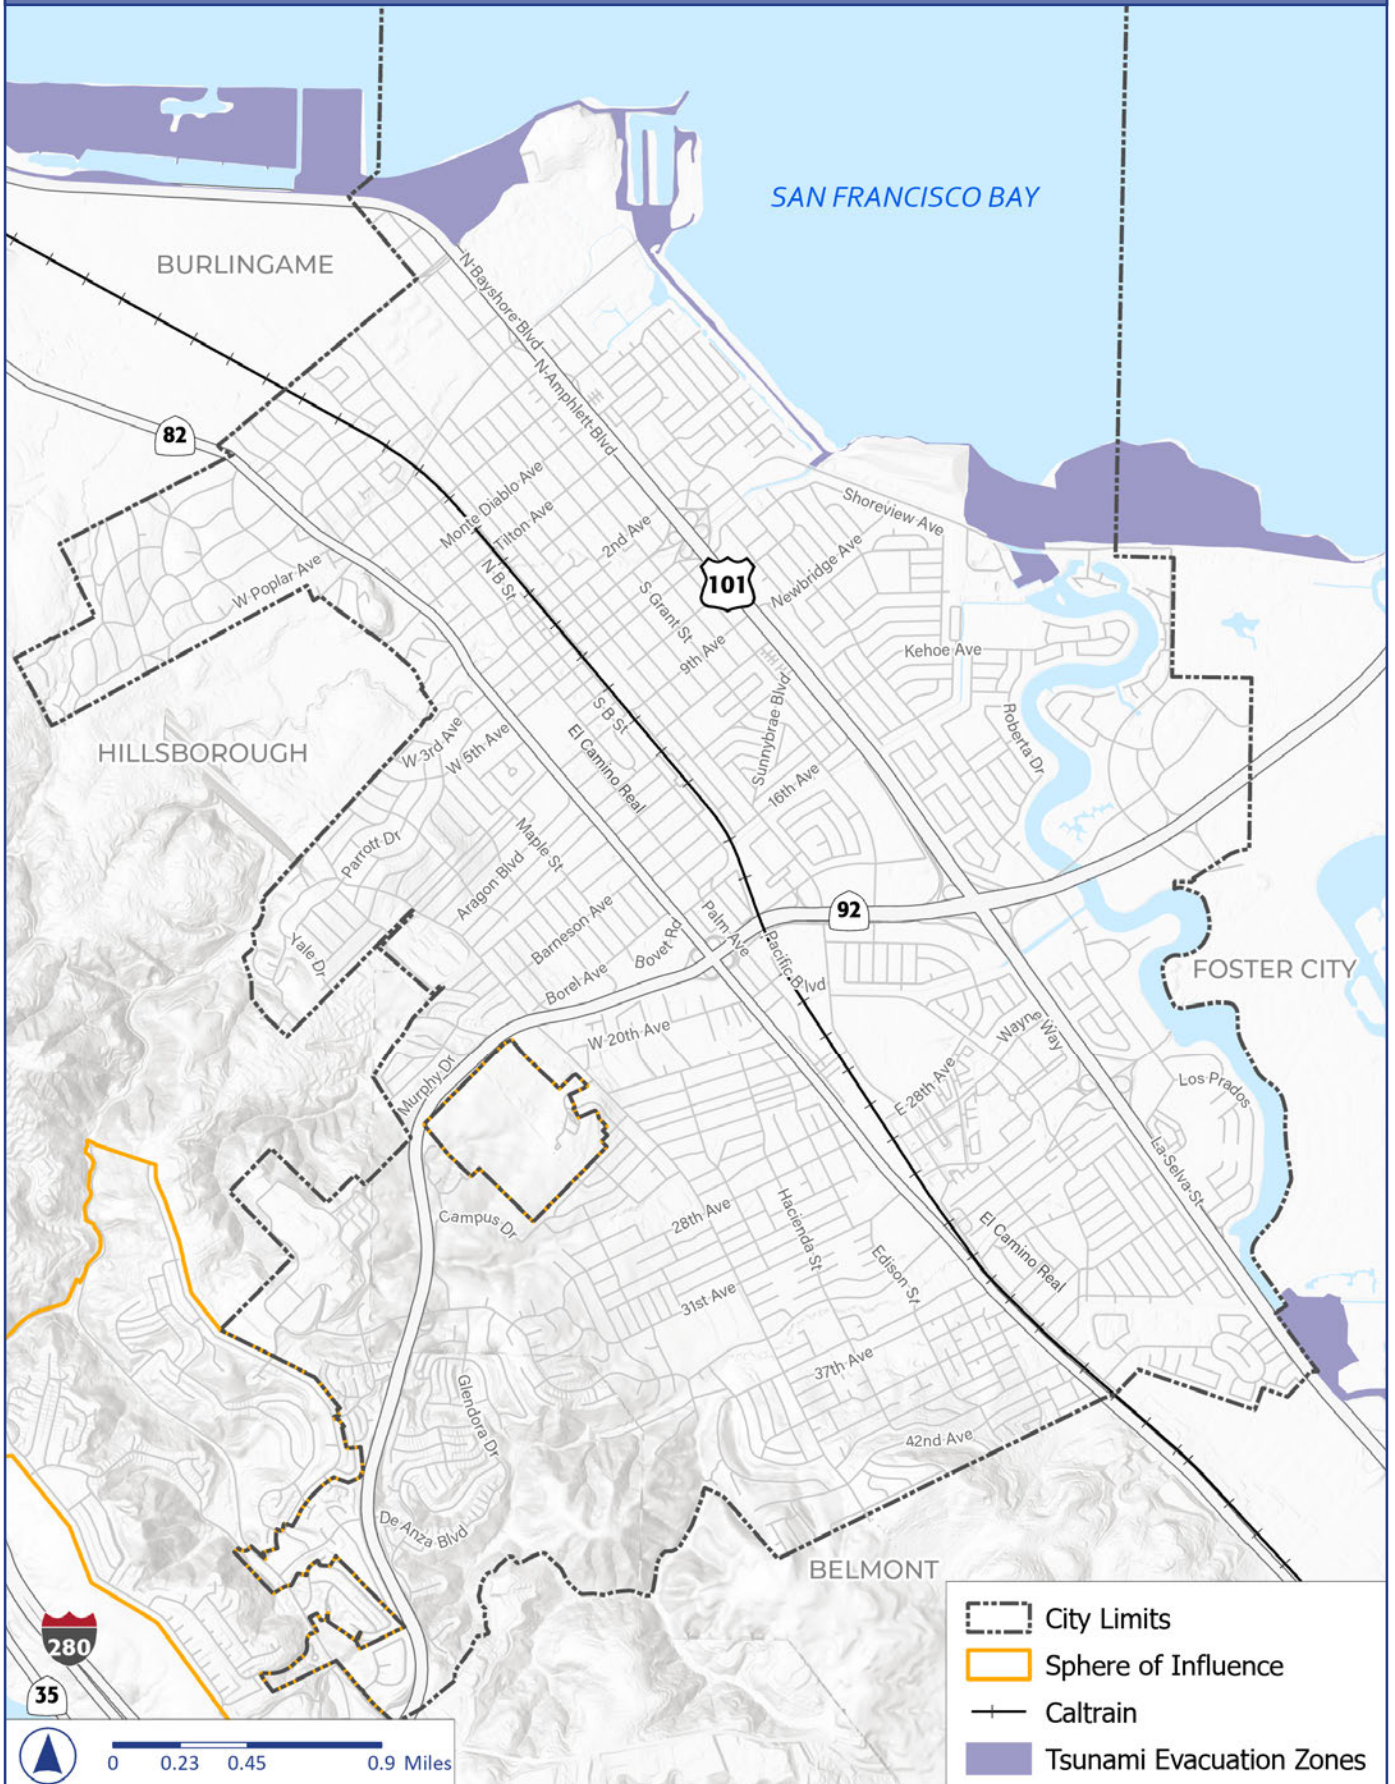 SAN FRANCISCO BAY
BURLINGAME
N Bayshore Blvd
N Amphlett Blvd
82
Monte Diablo Ave
Tilton Ave
2nd Ave
Shoreview Ave
N B St
W Poplar Ave
101
Newbridge Ave
S Grant St
9th Ave
Kehoe Ave
S B St
Sunnybrae Blvd
Roberta Dr
HILLSBOROUGH
W 3rd Ave
W 5th Ave
El Camino Real
16th Ave
Parrott Dr
Maple St
Aragon Blvd
92
Barneson Ave
Palm Ave
Bovet Rd
Yale Dr
Borel Ave
Pacific Blvd
FOSTER CITY
W 20th Ave
Wayne Way
Murphy Dr
E 28th Ave
Los Prados
La Selva St
Campus Dr
28th Ave
Hacienda St
El Camino Real
Edison St
31st Ave
37th Ave
Glendora Dr
42nd Ave
De Anza Blvd
BELMONT
280
35
City Limits
Sphere of Influence
Caltrain
Tsunami Evacuation Zones
0 0.23 0.45 0.9 Miles